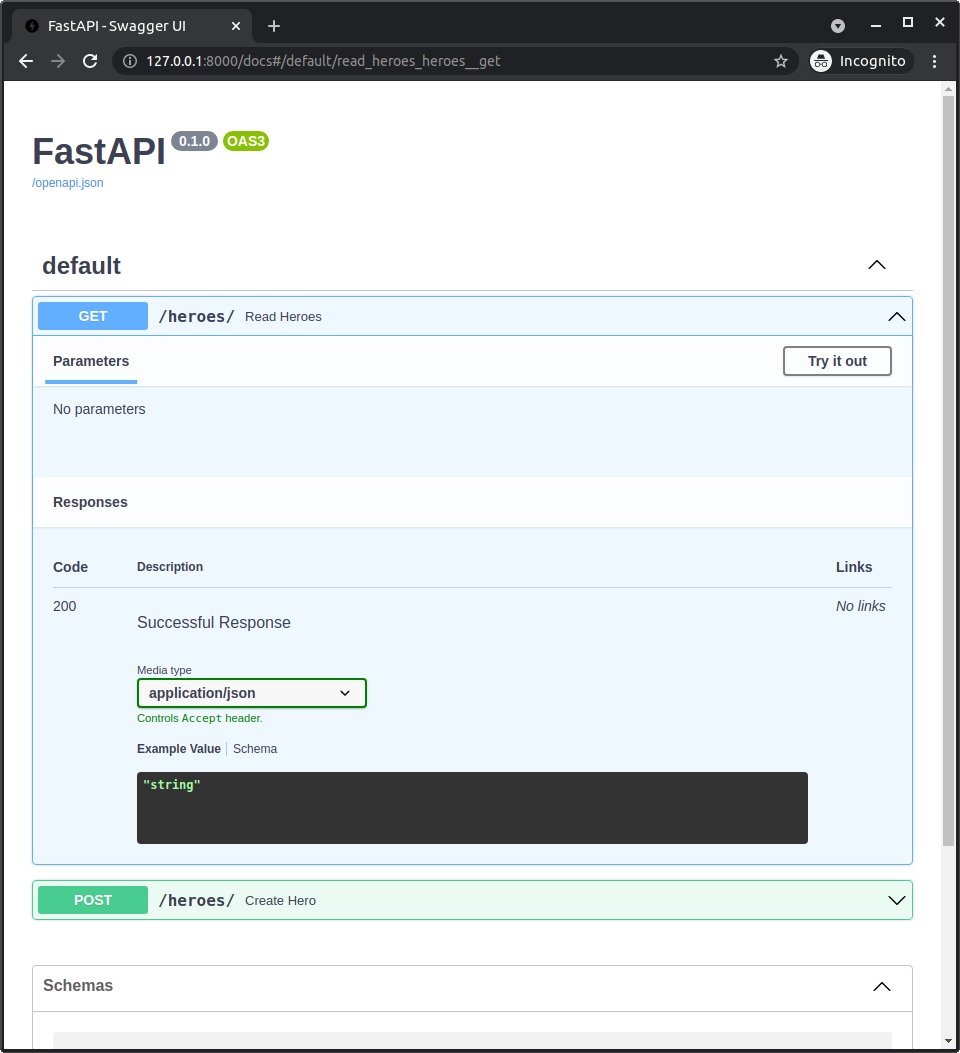 FastAPI - Swagger UI
127.0.0.1:8000/docs#/default/read_heroes_heroes__get
Incognito
FastAPI 0.1.0 OAS3
/openapi.json
default
GET /heroes/ Read Heroes
Parameters
Try it out
No parameters
Responses
Code Description Links
200
Successful Response
No links
Media type
application/json
Controls Accept header.
Example Value Schema
"string"
POST /heroes/ Create Hero
Schemas